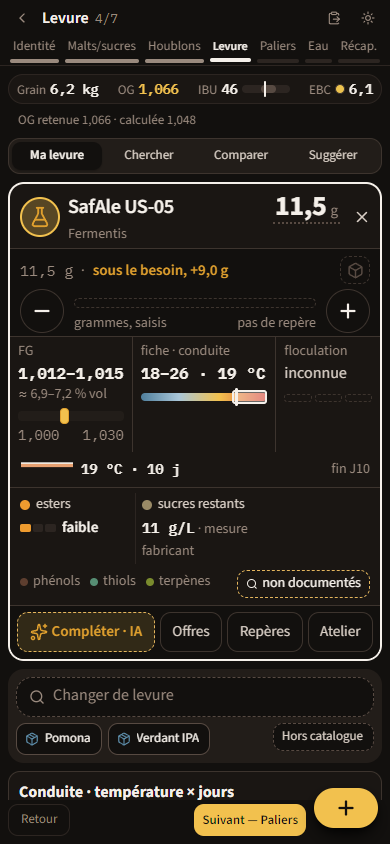 Levure 4/7
Identité Malts/sucres Houblons Levure Paliers Eau Récap.
Grain 6,2 kg OG 1,066 IBU 46 EBC 6,1
OG retenue 1,066 · calculée 1,048
Ma levure Chercher Comparer Suggérer
SafAle US-05 11,5 g
Fermentis
11,5 g · sous le besoin, +9,0 g
grammes, saisis pas de repère
FG fiche · conduite floculation
1,012–1,015 18–26 · 19 °C inconnue
≈ 6,9–7,2 % vol
1,000 1,030
19 °C · 10 j fin J10
esters sucres restants
faible 11 g/L · mesure
fabricant
phénols thiols terpènes non documentés
Compléter · IA Offres Repères Atelier
Changer de levure
Pomona Verdant IPA Hors catalogue
Conduite · température × jours
Retour Suivant — Paliers